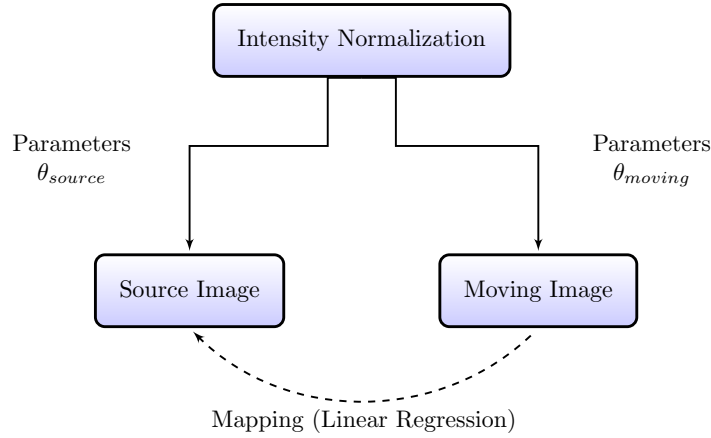 Intensity Normalization
Parameters
θ_source
Parameters
θ_moving
Source Image
Moving Image
Mapping (Linear Regression)